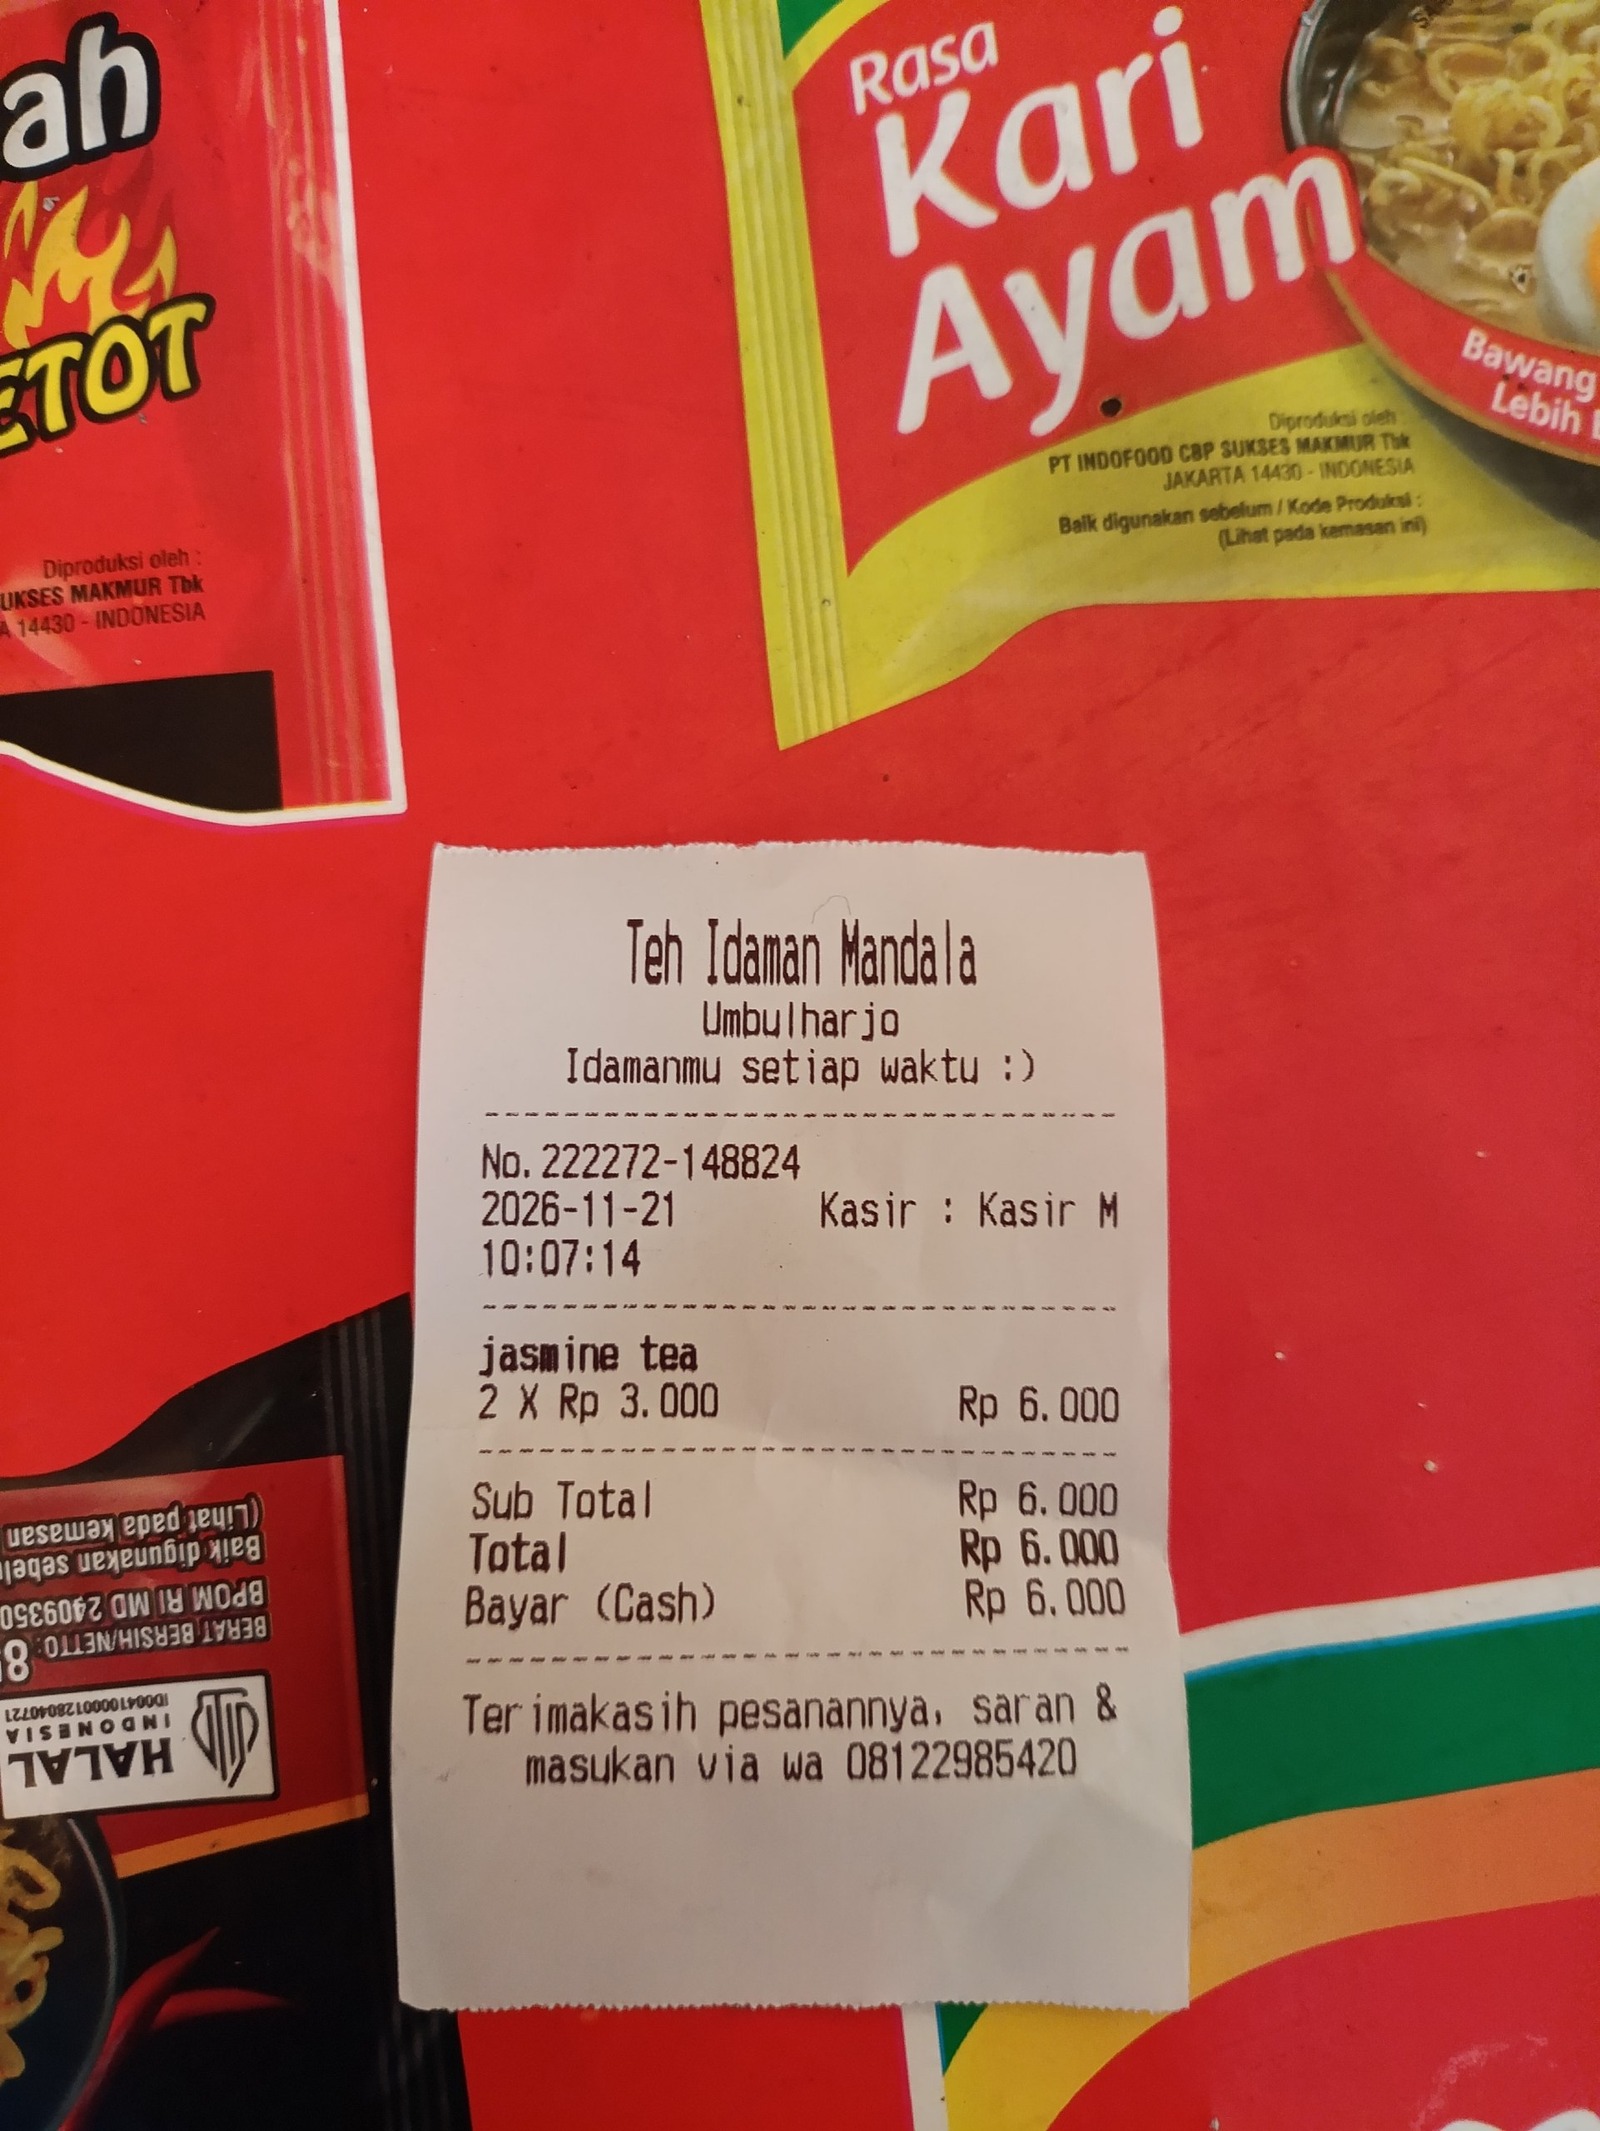 ah
ETOT
Diproduksi oleh :
UKSES MAKMUR Tbk
A 14430 - INDONESIA
Rasa
Kari
Ayam
Bawang
Lebih
Diproduksi oleh
PT INDOFOOD CBP SUKSES MAKMUR Tbk
JAKARTA 14430 - INDONESIA
Baik digunakan sebelum / Kode Produksi :
(Lihat pada kemasan ini)
Teh Idaman Mandala
Umbulharjo
Idamanmu setiap waktu :)
No.222272-148824
2026-11-21 Kasir : Kasir M
10:07:14
jasmine tea
2 X Rp 3.000 Rp 6.000
Sub Total Rp 6.000
Total Rp 6.000
Bayar (Cash) Rp 6.000
Terimakasih pesanannya, saran &
masukan via wa 08122985420
HALAL
INDONESIA
ID00410000128040721
BERAT BERSIH/NETTO: 8
BPOM RI MD 2409350
Baik digunakan sebel
(Lihat pada kemasan